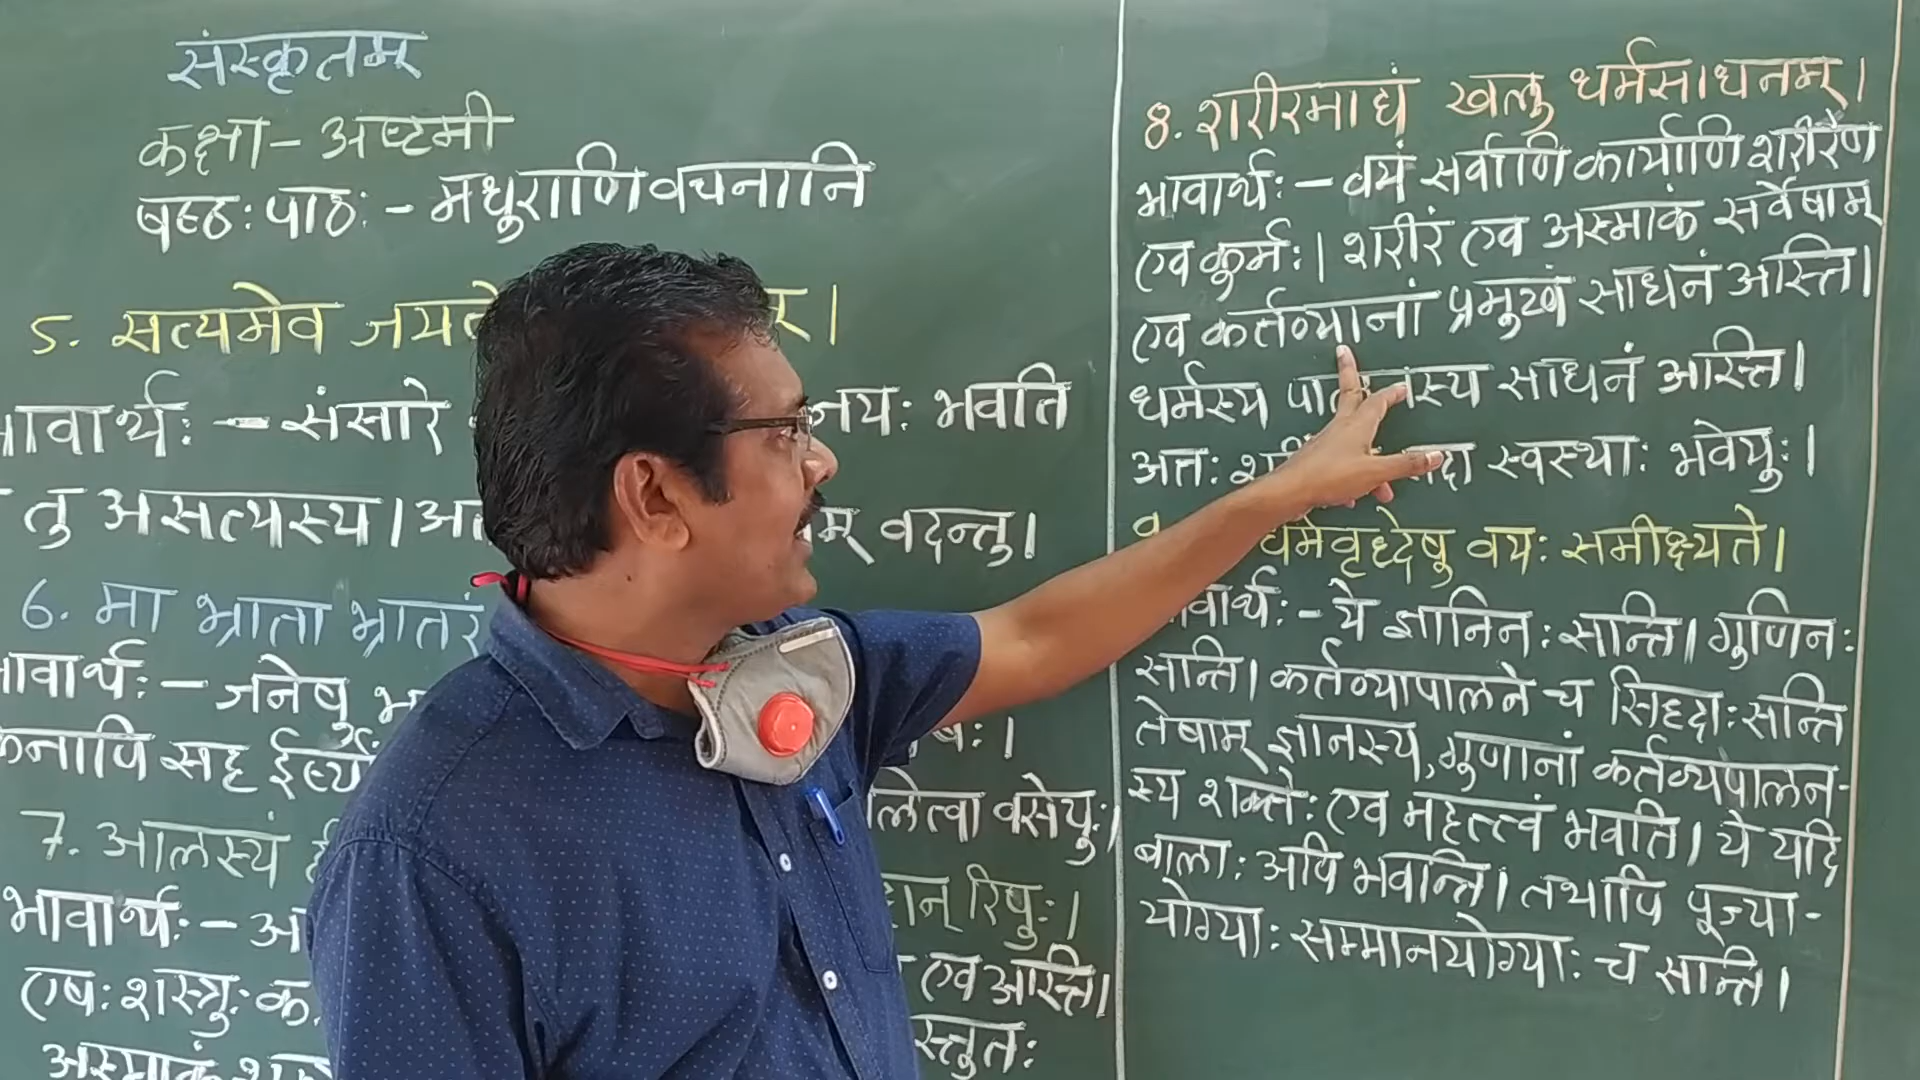 संस्कृतम्
कक्षा - अष्टमी
षष्ठ: पाठ: - मधुराणि वचनानि
5. सत्यमेव जयते
भावार्थ: - संसारे जय: भवति
तु असत्यस्य। वदन्तु।
6. मा भ्राता भ्रातरं
भावार्थ: - जनेषु
केनापि सह ईर्ष्या
वसेयु:।
7. आलस्यं रिपु:।
भावार्थ: -
एष: शस्त्रु: एव अस्ति।
अस्माकं स्तुत:
8. शरीरमाद्यं खलु धर्मसाधनम्।
भावार्थ: - वयं सर्वाणि कार्याणि शरीरेण
एव कुर्म:। शरीरं एव अस्माकं सर्वेषाम्
एव कर्तव्यानां प्रमुखं साधनं अस्ति।
धर्मस्य साधनं अस्ति।
अत: स्वस्था: भवेयु:।
धर्मवृध्देषु वय: समीक्ष्यते।
भावार्थ: - ये ज्ञानिन: सन्ति। गुणिन:
सन्ति। कर्तव्यापालने च सिहदा: सन्ति
तेषाम् ज्ञानस्य, गुणानां कर्तव्यपालन-
स्य शक्ते: एव महत्त्वं भवति। ये यदि
बाला: अपि भवन्ति। तथापि पूज्या-
योग्या: सम्मानयोग्या: च सन्ति।